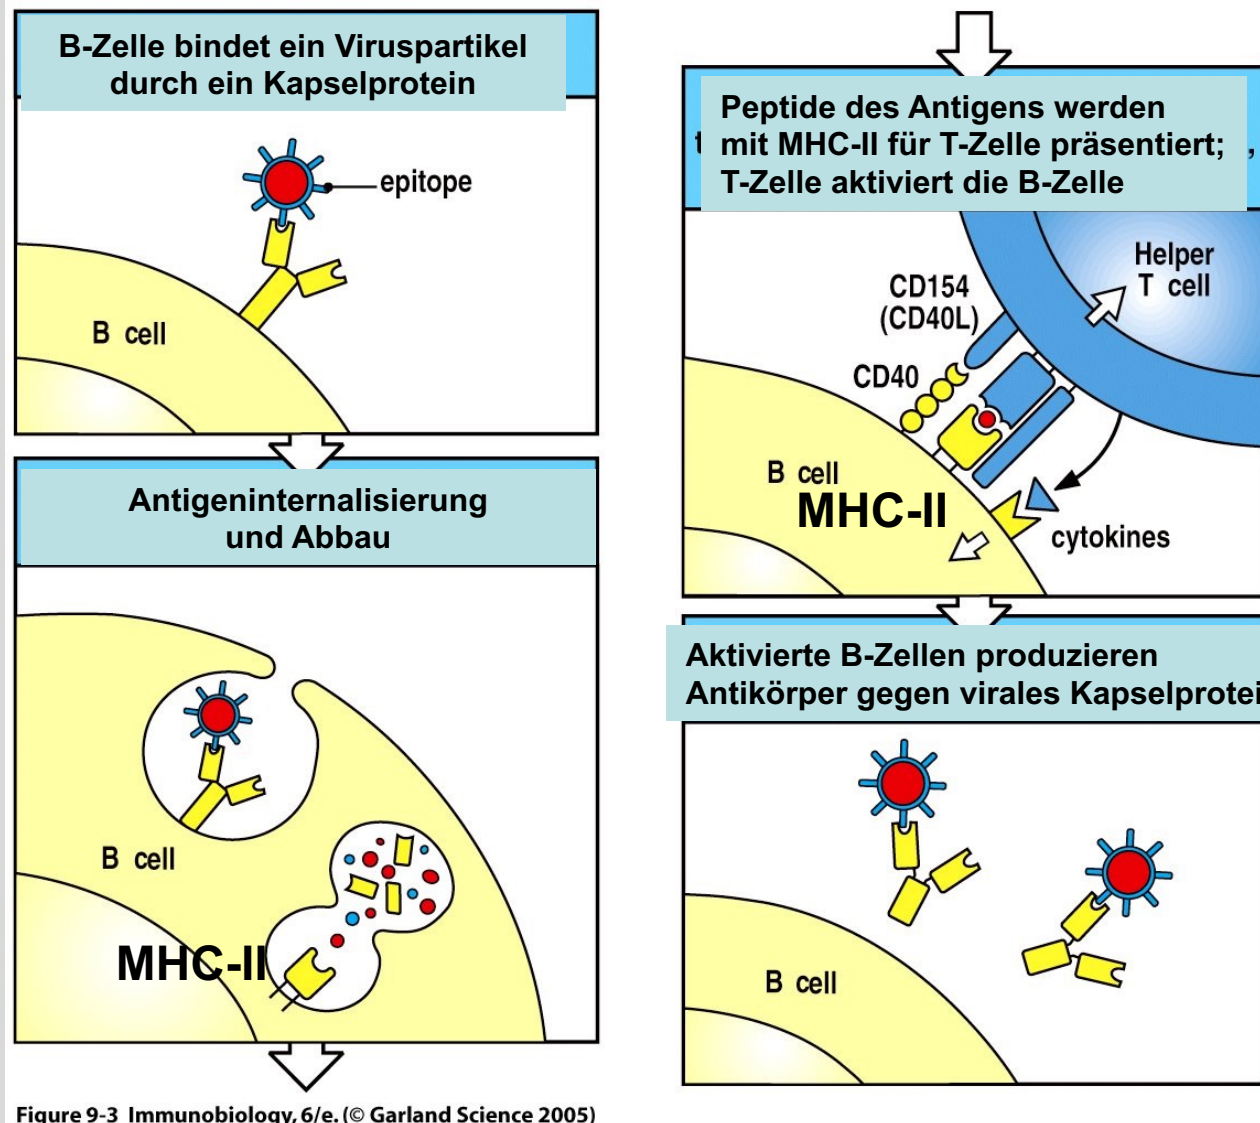 B-Zelle bindet ein Viruspartikel
durch ein Kapselprotein
epitope
B cell
Antigeninternalisierung
und Abbau
B cell
MHC-II
Figure 9-3 Immunobiology, 6/e. (© Garland Science 2005)
Peptide des Antigens werden
mit MHC-II für T-Zelle präsentiert;
T-Zelle aktiviert die B-Zelle
Helper
T cell
CD154
(CD40L)
CD40
B cell
MHC-II
cytokines
Aktivierte B-Zellen produzieren
Antikörper gegen virales Kapselprotei
B cell